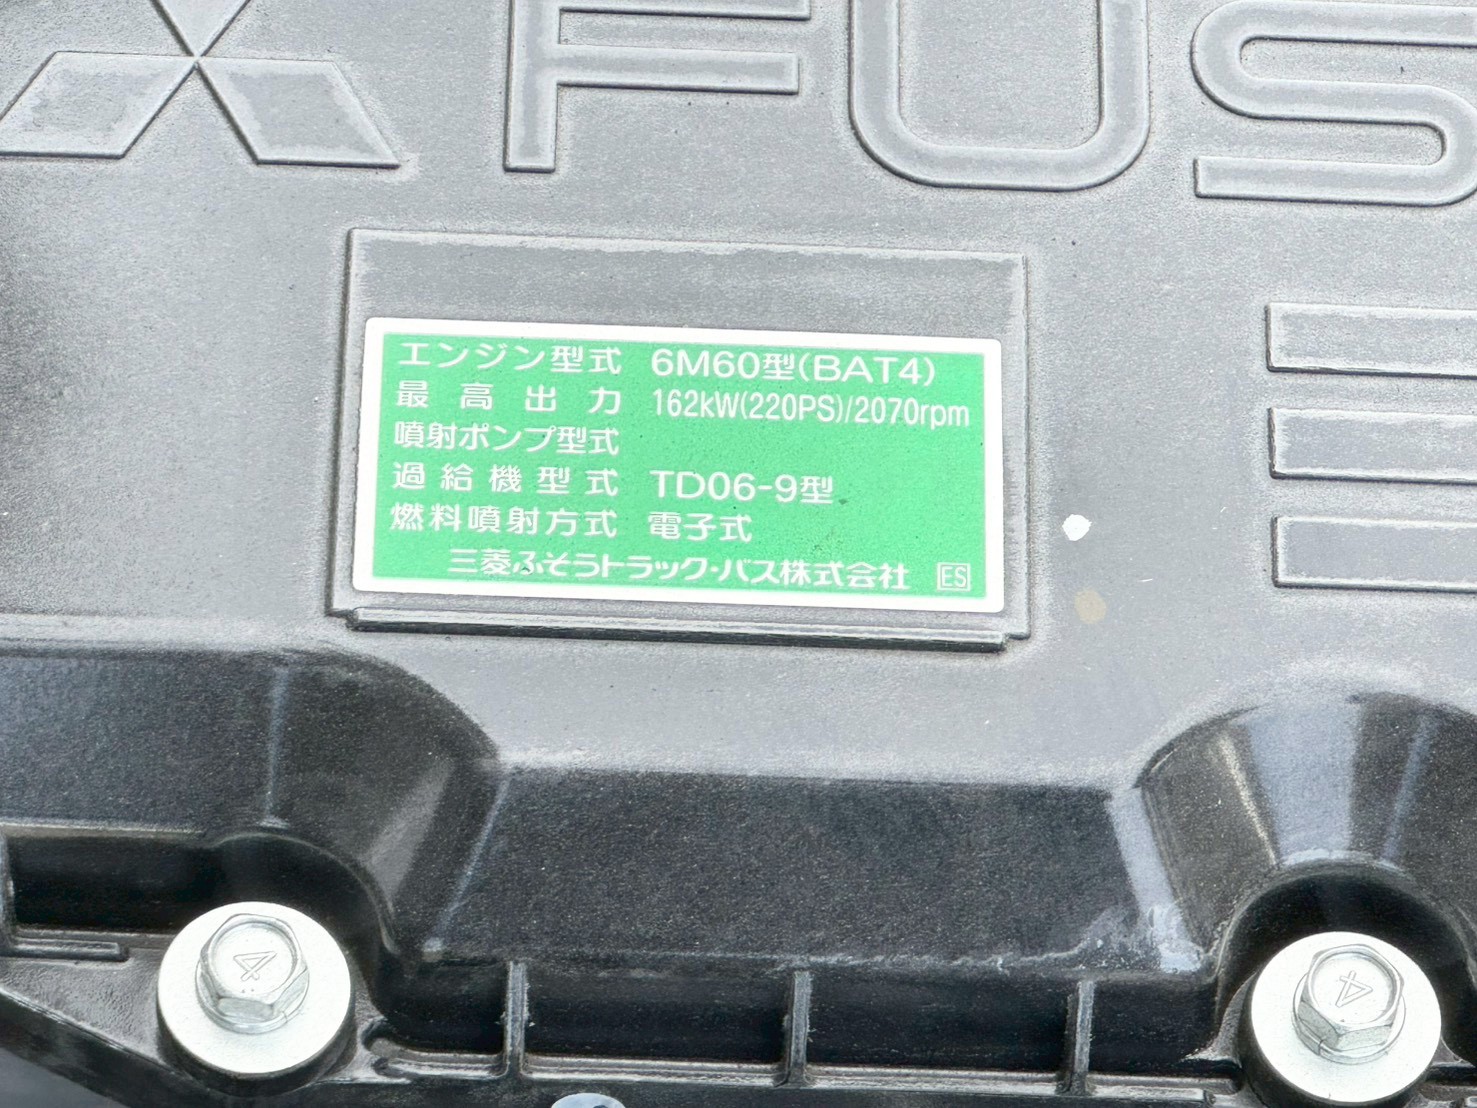 FUS
エンジン型式 6M60型(BAT4)
最高出力 162kW(220PS)/2070rpm
噴射ポンプ型式
過給機型式 TD06-9型
燃料噴射方式 電子式
三菱ふそうトラック・バス株式会社 ES
4
4